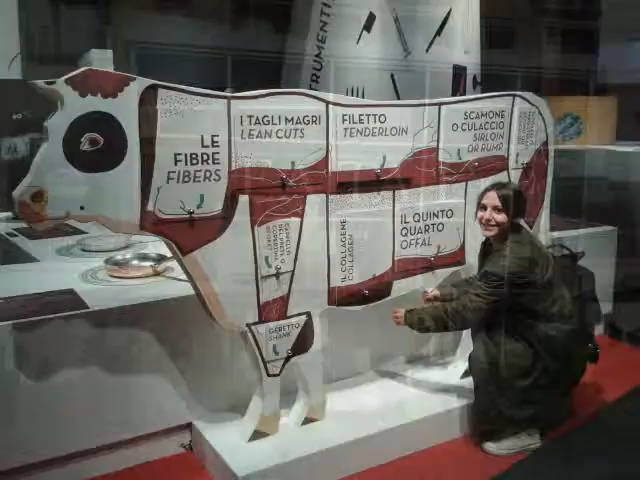 STRUMENTI
LE
FIBRE
FIBERS
I TAGLI MAGRI
LEAN CUTS
FILETTO
TENDERLOIN
SCAMONE
O CULACCIO
SIRLOIN
OR RUMP
IL COLLAGENE
COLLAGEN
IL QUINTO
QUARTO
OFFAL
GERETTO
SHANK